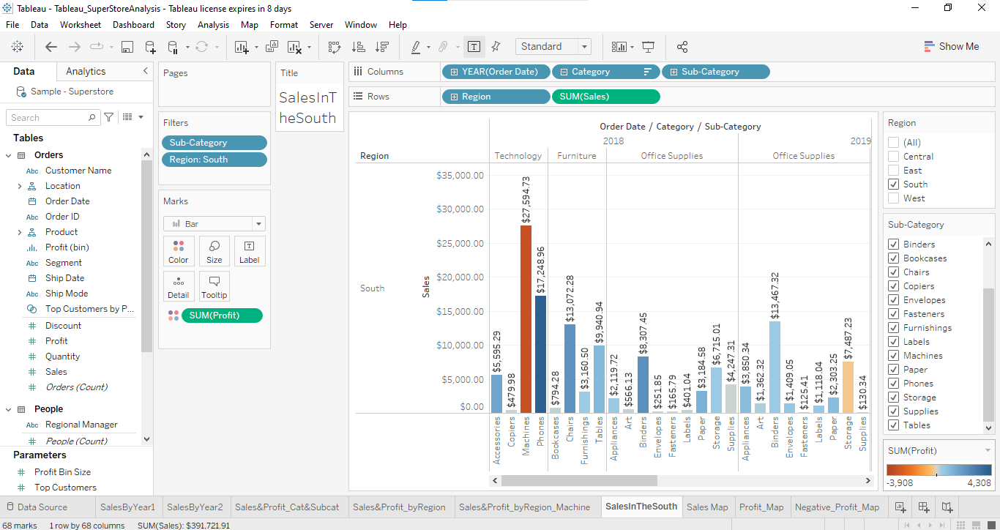 Tableau - Tableau_SuperStoreAnalysis - Tableau license expires in 8 days
File Data Worksheet Dashboard Story Analysis Map Format Server Window Help
Standard
Show Me
Data Analytics
Sample - Superstore
Search
Tables
Orders
Abc Customer Name
Location
Order Date
Abc Order ID
Product
Profit (bin)
Abc Segment
Ship Date
Abc Ship Mode
Top Customers by P...
Discount
Profit
Quantity
Sales
Orders (Count)
People
Abc Regional Manager
People (Count)
Parameters
Profit Bin Size
Top Customers
Pages
Filters
Sub-Category
Region: South
Marks
Bar
Color Size Label
Detail Tooltip
SUM(Profit)
Title
SalesInT
heSouth
Columns YEAR(Order Date) Category Sub-Category
Rows Region SUM(Sales)
Order Date / Category / Sub-Category
2018 2019
Region Technology Furniture Office Supplies Office Supplies
South
Sales
$35,000.00
$30,000.00
$25,000.00
$20,000.00
$15,000.00
$10,000.00
$5,000.00
$0.00
$5,595.29
$479.98
$27,594.73
$17,248.96
$794.28
$13,072.28
$3,160.50
$9,940.94
$2,119.72
$566.13
$8,307.45
$251.85
$165.79
$401.04
$3,184.58
$6,715.01
$4,247.31
$3,850.34
$1,362.32
$13,467.32
$1,409.05
$125.41
$1,118.04
$2,303.25
$7,487.23
$130.34
Accessories
Copiers
Machines
Phones
Bookcases
Chairs
Furnishings
Tables
Appliances
Art
Binders
Envelopes
Fasteners
Labels
Paper
Storage
Supplies
Appliances
Art
Binders
Envelopes
Fasteners
Labels
Paper
Storage
Supplies
Region
(All)
Central
East
South
West
Sub-Category
Binders
Bookcases
Chairs
Copiers
Envelopes
Fasteners
Furnishings
Labels
Machines
Paper
Phones
Storage
Supplies
Tables
SUM(Profit)
-3,908 4,308
Data Source SalesByYear1 SalesByYear2 Sales&Profit_Cat&Subcat Sales&Profit_byRegion Sales&Profit_byRegion_Machine SalesInTheSouth Sales Map Profit_Map Negative_Profit_Map
68 marks 1 row by 68 columns SUM(Sales): $391,721.91